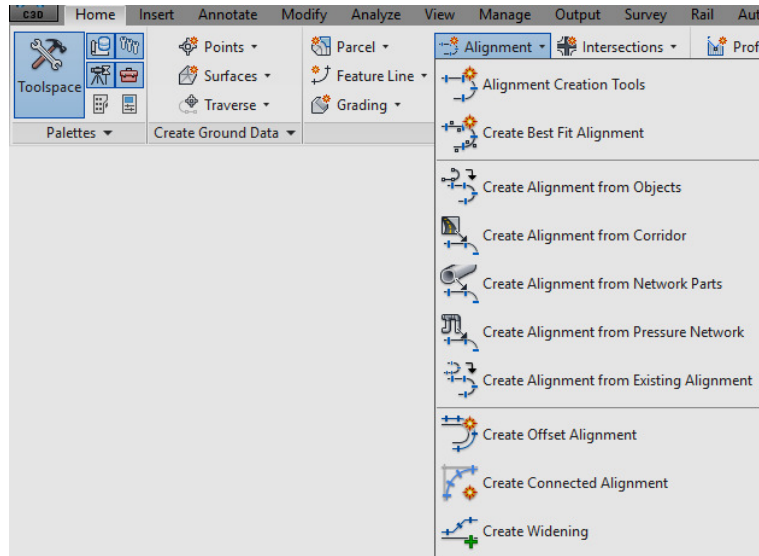 C3D
Home Insert Annotate Modify Analyze View Manage Output Survey Rail
Toolspace
Points
Surfaces
Traverse
Parcel
Feature Line
Grading
Alignment
Intersections
Palettes
Create Ground Data
Alignment Creation Tools
Create Best Fit Alignment
Create Alignment from Objects
Create Alignment from Corridor
Create Alignment from Network Parts
Create Alignment from Pressure Network
Create Alignment from Existing Alignment
Create Offset Alignment
Create Connected Alignment
Create Widening